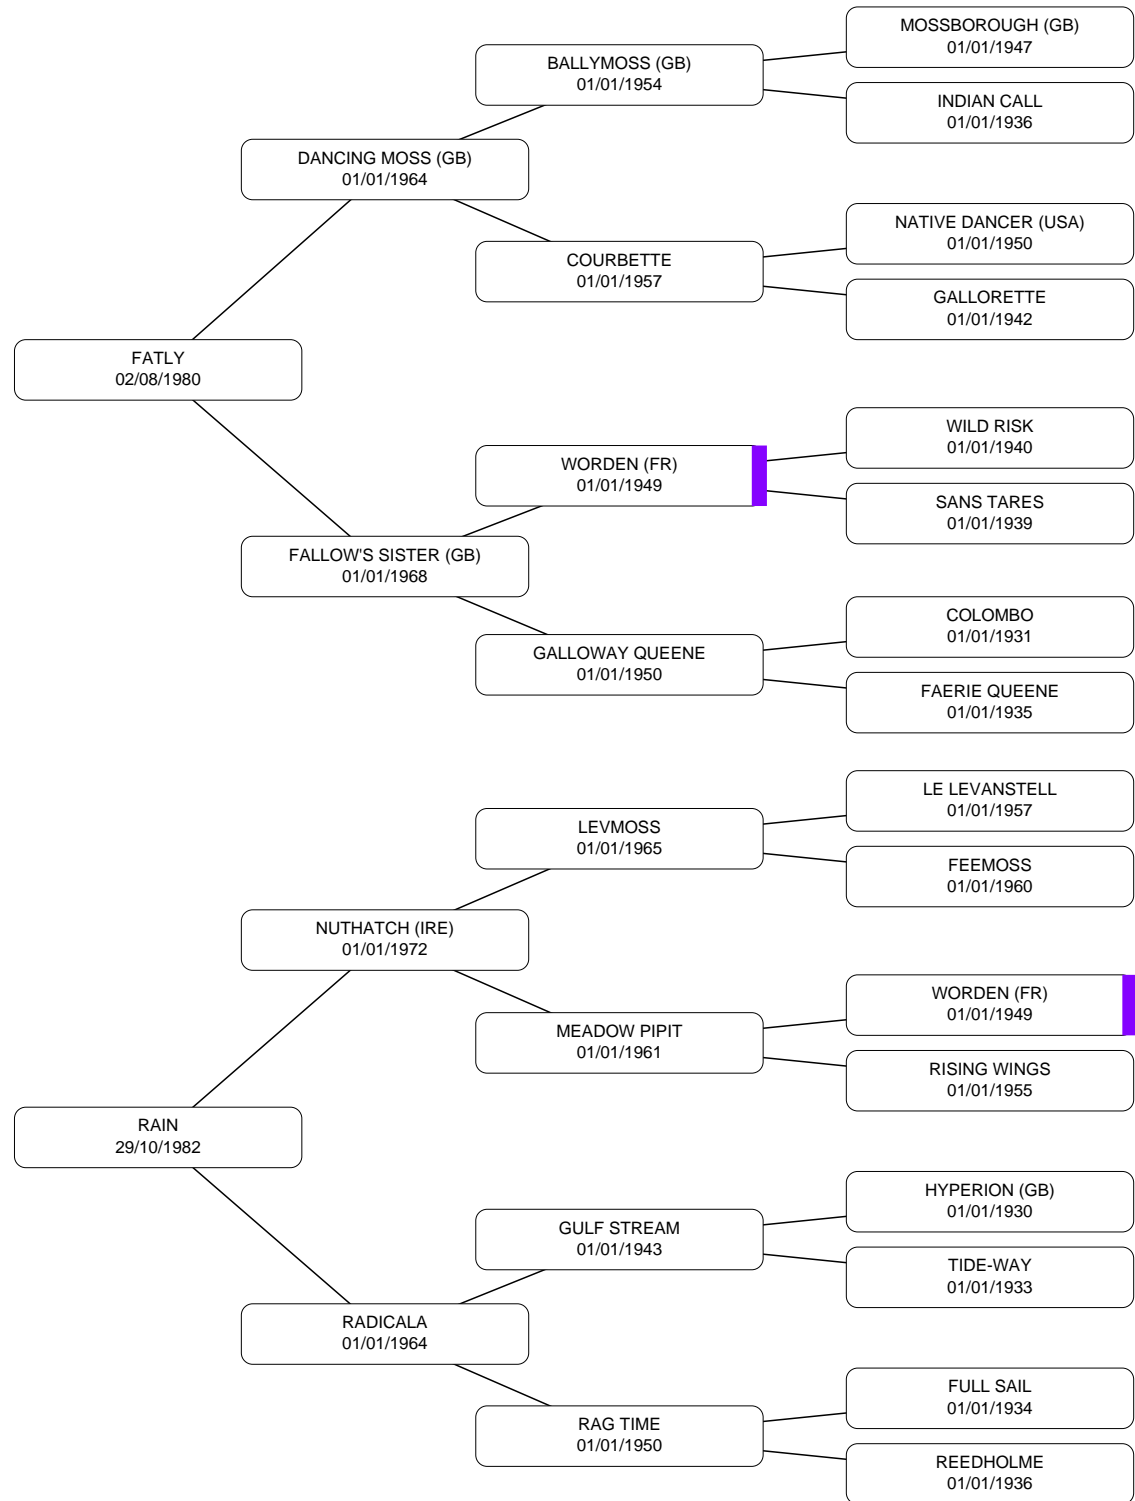 MOSSBOROUGH (GB)
01/01/1947
BALLYMOSS (GB)
01/01/1954
INDIAN CALL
01/01/1936
DANCING MOSS (GB)
01/01/1964
NATIVE DANCER (USA)
01/01/1950
COURBETTE
01/01/1957
GALLORETTE
01/01/1942
FATLY
02/08/1980
WILD RISK
01/01/1940
WORDEN (FR)
01/01/1949
SANS TARES
01/01/1939
FALLOW'S SISTER (GB)
01/01/1968
COLOMBO
01/01/1931
GALLOWAY QUEENE
01/01/1950
FAERIE QUEENE
01/01/1935
LE LEVANSTELL
01/01/1957
LEVMOSS
01/01/1965
FEEMOSS
01/01/1960
NUTHATCH (IRE)
01/01/1972
WORDEN (FR)
01/01/1949
MEADOW PIPIT
01/01/1961
RISING WINGS
01/01/1955
RAIN
29/10/1982
HYPERION (GB)
01/01/1930
GULF STREAM
01/01/1943
TIDE-WAY
01/01/1933
RADICALA
01/01/1964
FULL SAIL
01/01/1934
RAG TIME
01/01/1950
REEDHOLME
01/01/1936